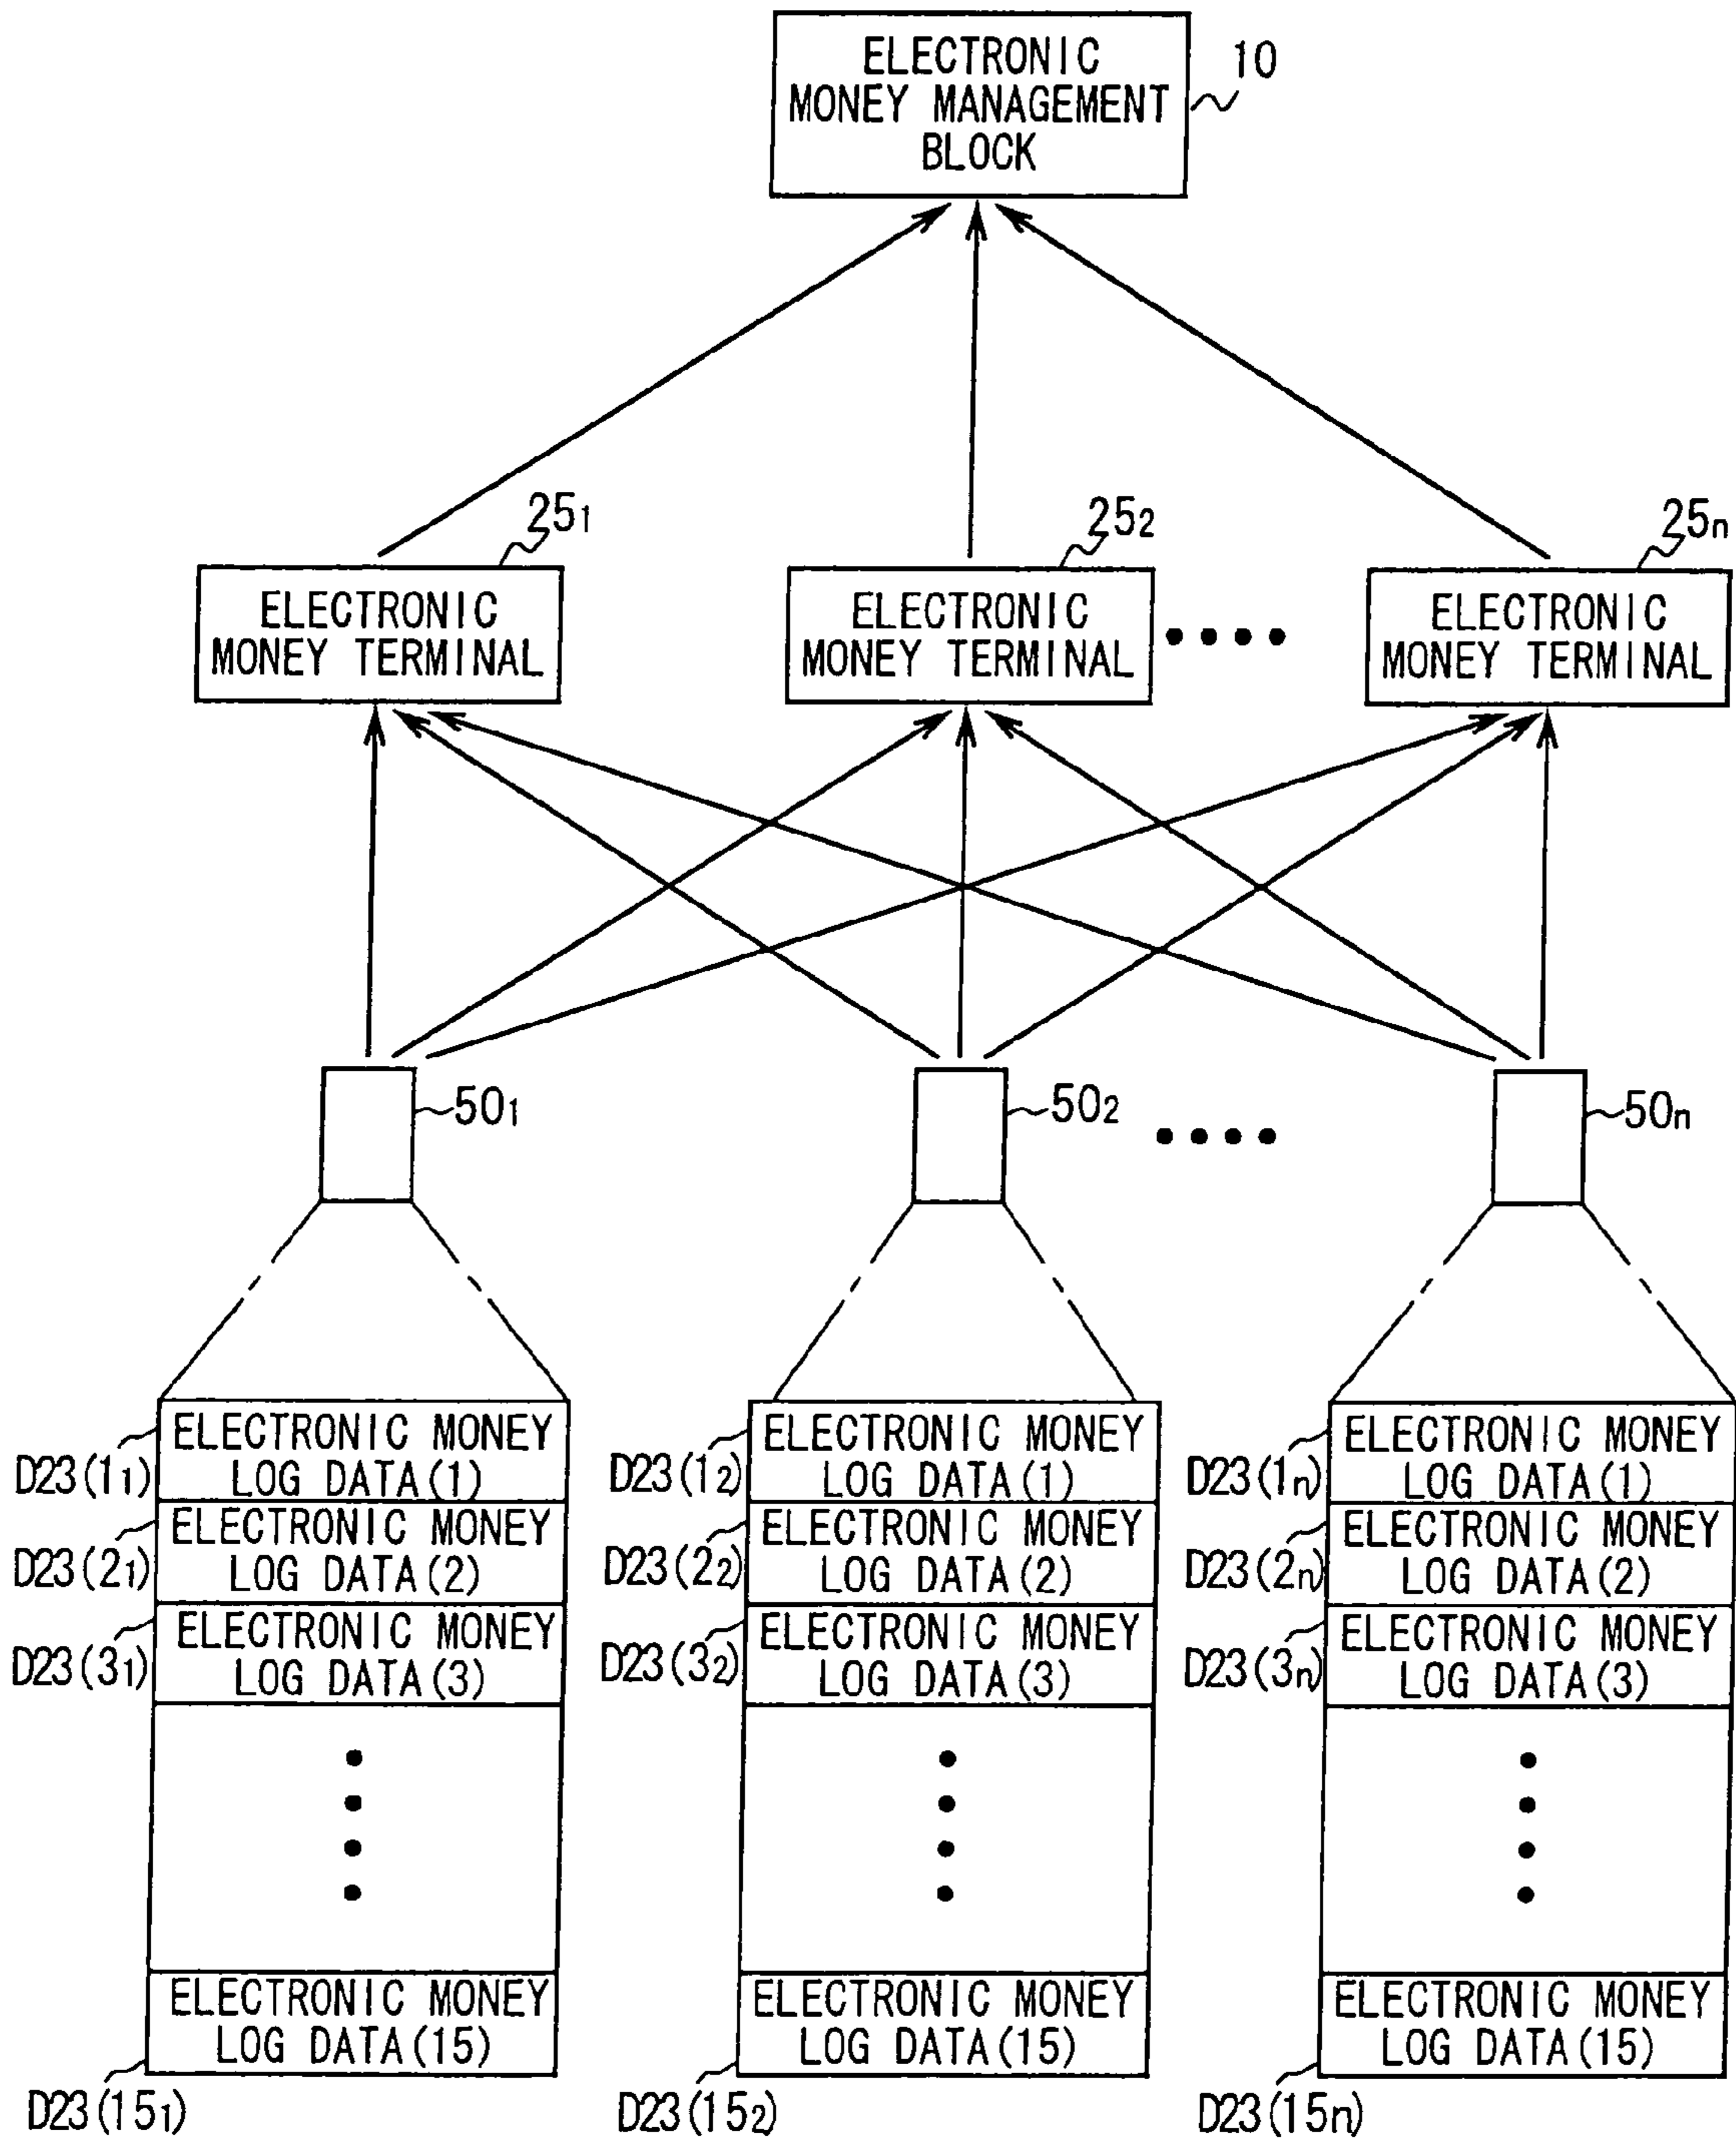 ELECTRONIC
MONEY MANAGEMENT
BLOCK
10
25₁
25₂
25ₙ
ELECTRONIC
MONEY TERMINAL
ELECTRONIC
MONEY TERMINAL
ELECTRONIC
MONEY TERMINAL
50₁
50₂
50ₙ
ELECTRONIC MONEY
LOG DATA(1)
D23(1₁)
ELECTRONIC MONEY
LOG DATA(2)
D23(2₁)
ELECTRONIC MONEY
LOG DATA(3)
D23(3₁)
ELECTRONIC MONEY
LOG DATA(15)
D23(15₁)
ELECTRONIC MONEY
LOG DATA(1)
D23(1₂)
ELECTRONIC MONEY
LOG DATA(2)
D23(2₂)
ELECTRONIC MONEY
LOG DATA(3)
D23(3₂)
ELECTRONIC MONEY
LOG DATA(15)
D23(15₂)
ELECTRONIC MONEY
LOG DATA(1)
D23(1ₙ)
ELECTRONIC MONEY
LOG DATA(2)
D23(2ₙ)
ELECTRONIC MONEY
LOG DATA(3)
D23(3ₙ)
ELECTRONIC MONEY
LOG DATA(15)
D23(15ₙ)